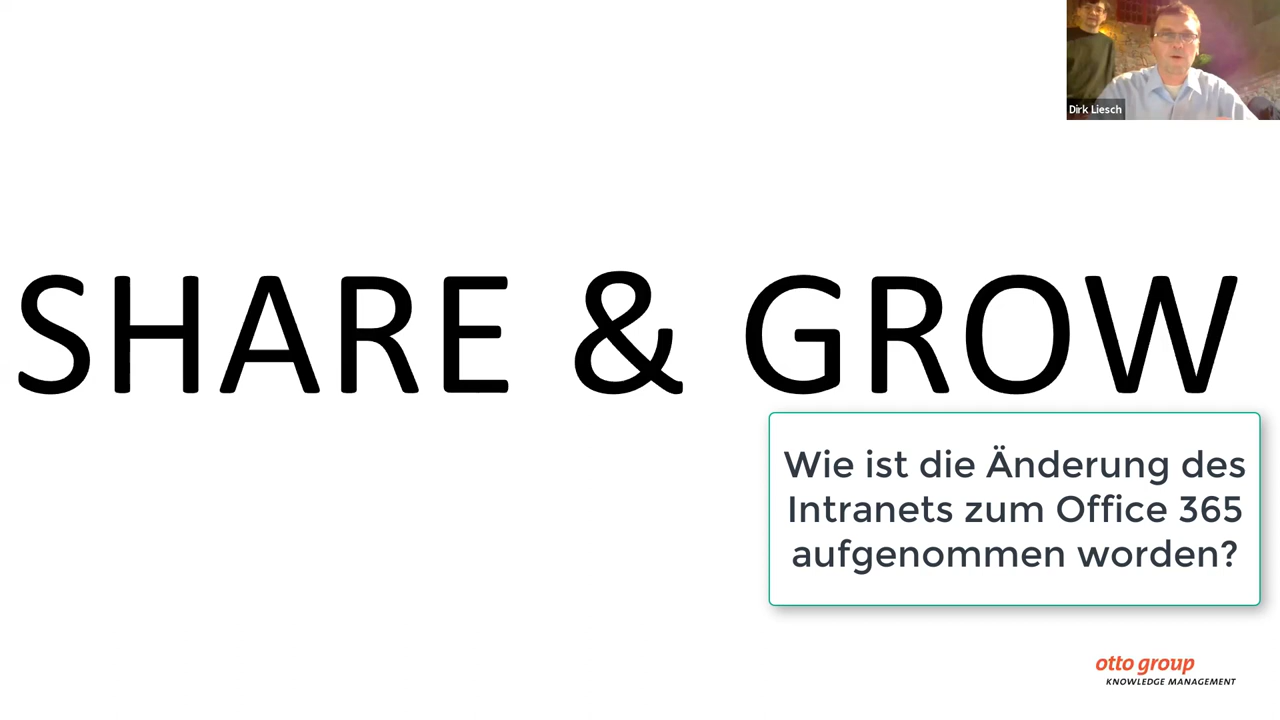 Dirk Liesch
SHARE & GROW
Wie ist die Änderung des
Intranets zum Office 365
aufgenommen worden?
otto group
KNOWLEDGE MANAGEMENT